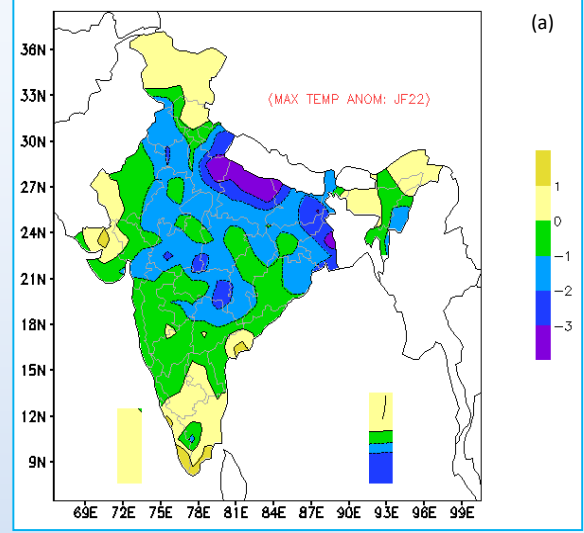 (a)
(MAX TEMP ANOM: JF22)
36N
33N
30N
27N
24N
21N
18N
15N
12N
9N
69E 72E 75E 78E 81E 84E 87E 90E 93E 96E 99E
1
0
−1
−2
−3